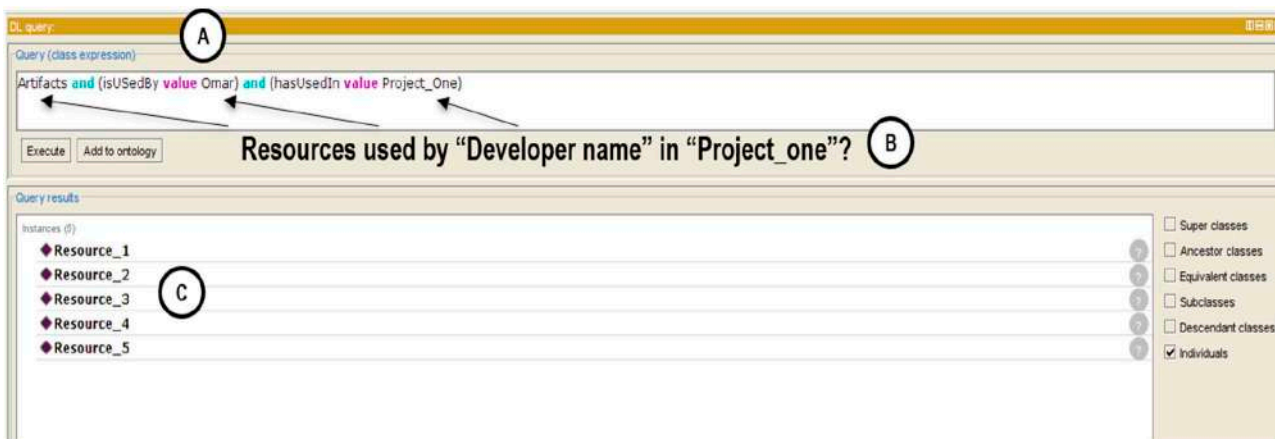 DL query:
A
Query (class expression)
Artifacts and (isUSedBy value Omar) and (hasUsedIn value Project_One)
Execute
Add to ontology
Resources used by “Developer name” in “Project_one”?
B
Query results
Instances (5)
Resource_1
?
Resource_2
?
Resource_3
?
Resource_4
?
Resource_5
?
C
Super classes
Ancestor classes
Equivalent classes
Subclasses
Descendant classes
Individuals